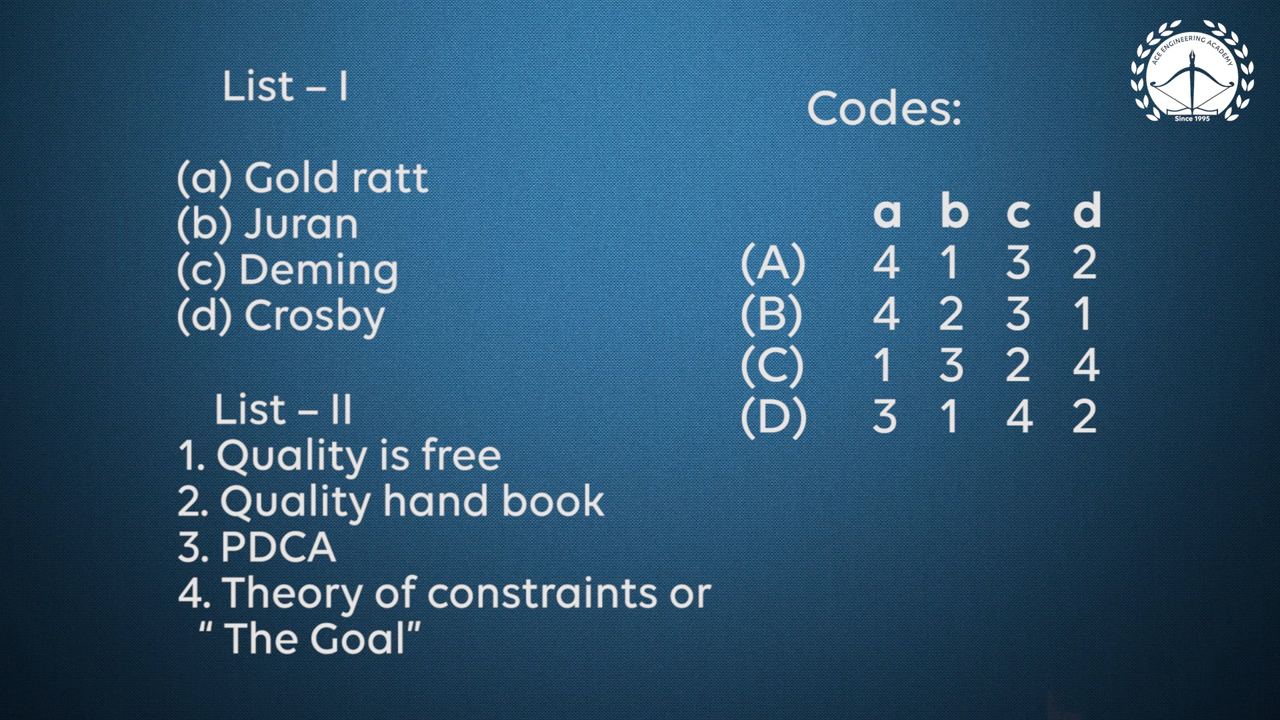 List – I
(a) Gold ratt
(b) Juran
(c) Deming
(d) Crosby
List – II
1. Quality is free
2. Quality hand book
3. PDCA
4. Theory of constraints or
“ The Goal”
Codes:
a b c d
(A) 4 1 3 2
(B) 4 2 3 1
(C) 1 3 2 4
(D) 3 1 4 2
ACE ENGINEERING ACADEMY
Since 1995